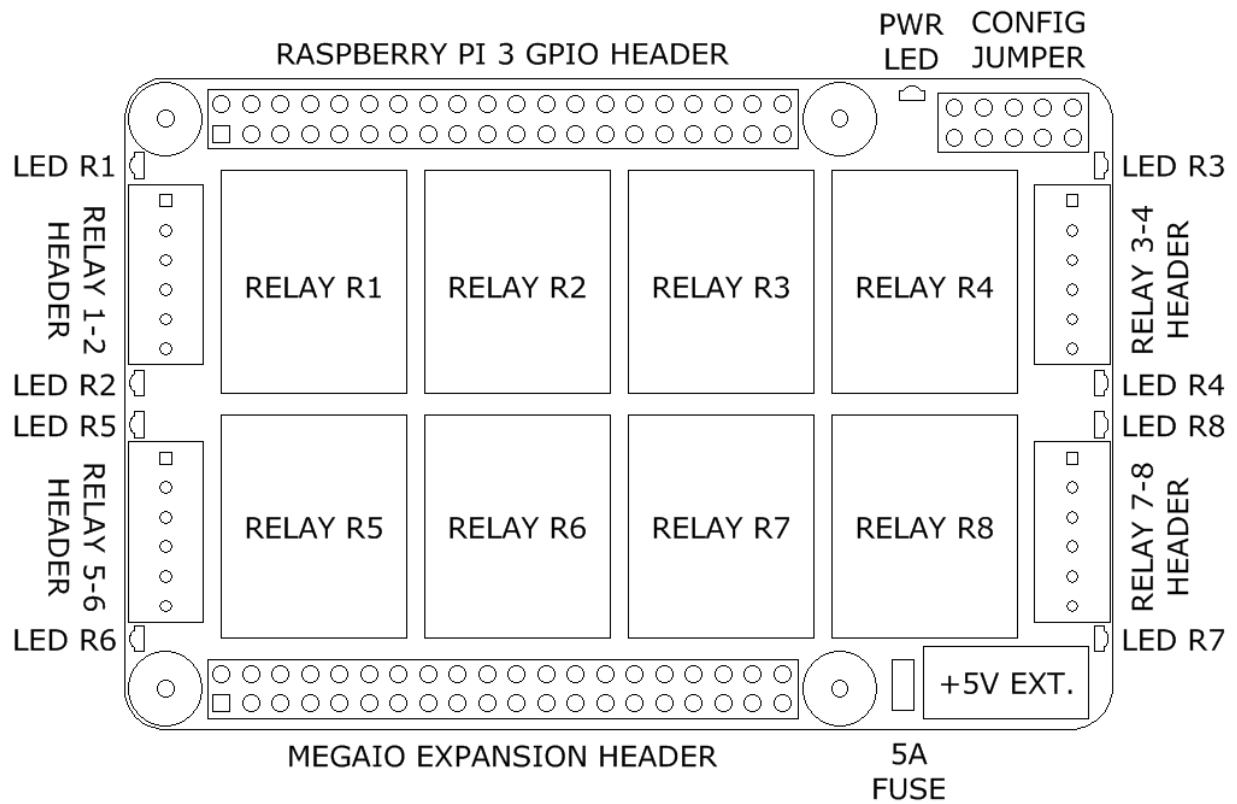 PWR
LED
CONFIG
JUMPER
RASPBERRY PI 3 GPIO HEADER
LED R1
LED R3
RELAY 1-2
HEADER
RELAY R1
RELAY R2
RELAY R3
RELAY R4
RELAY 3-4
HEADER
LED R2
LED R4
LED R5
LED R8
RELAY 5-6
HEADER
RELAY R5
RELAY R6
RELAY R7
RELAY R8
RELAY 7-8
HEADER
LED R6
LED R7
+5V EXT.
MEGAIO EXPANSION HEADER
5A
FUSE